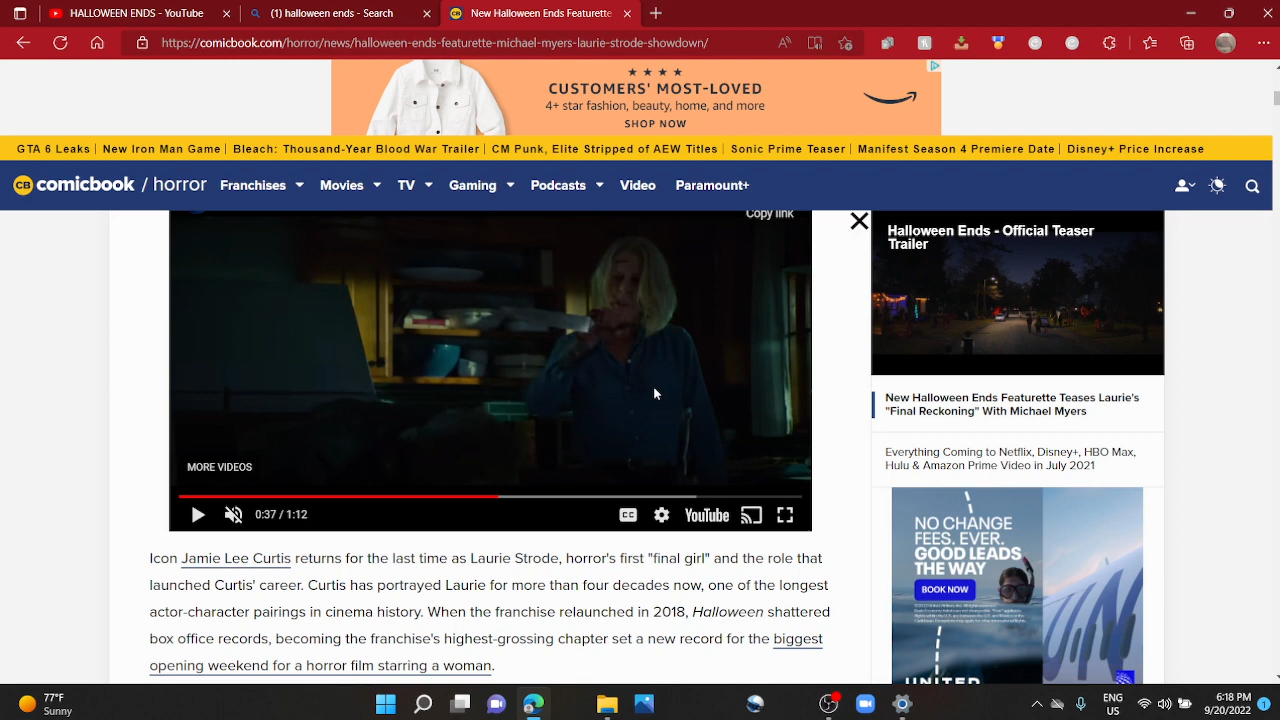 HALLOWEEN ENDS - YouTube
(1) halloween ends - Search
New Halloween Ends Featurette
https://comicbook.com/horror/news/halloween-ends-featurette-michael-myers-laurie-strode-showdown/
CUSTOMERS' MOST-LOVED
4+ star fashion, beauty, home, and more
SHOP NOW
GTA 6 Leaks | New Iron Man Game | Bleach: Thousand-Year Blood War Trailer | CM Punk, Elite Stripped of AEW Titles | Sonic Prime Teaser | Manifest Season 4 Premiere Date | Disney+ Price Increase
CB comicbook / horror Franchises Movies TV Gaming Podcasts Video Paramount+
Copy link
Halloween Ends - Official Teaser
Trailer
New Halloween Ends Featurette Teases Laurie's
"Final Reckoning" With Michael Myers
Everything Coming to Netflix, Disney+, HBO Max,
Hulu & Amazon Prime Video in July 2021
MORE VIDEOS
0:37 / 1:12 CC YouTube
NO CHANGE
FEES. EVER.
GOOD LEADS
THE WAY
BOOK NOW
UNITED
Icon Jamie Lee Curtis returns for the last time as Laurie Strode, horror's first "final girl" and the role that
launched Curtis' career. Curtis has portrayed Laurie for more than four decades now, one of the longest
actor-character pairings in cinema history. When the franchise relaunched in 2018, Halloween shattered
box office records, becoming the franchise's highest-grossing chapter set a new record for the biggest
opening weekend for a horror film starring a woman.
77°F
Sunny
ENG
US
6:18 PM
9/20/2022
1